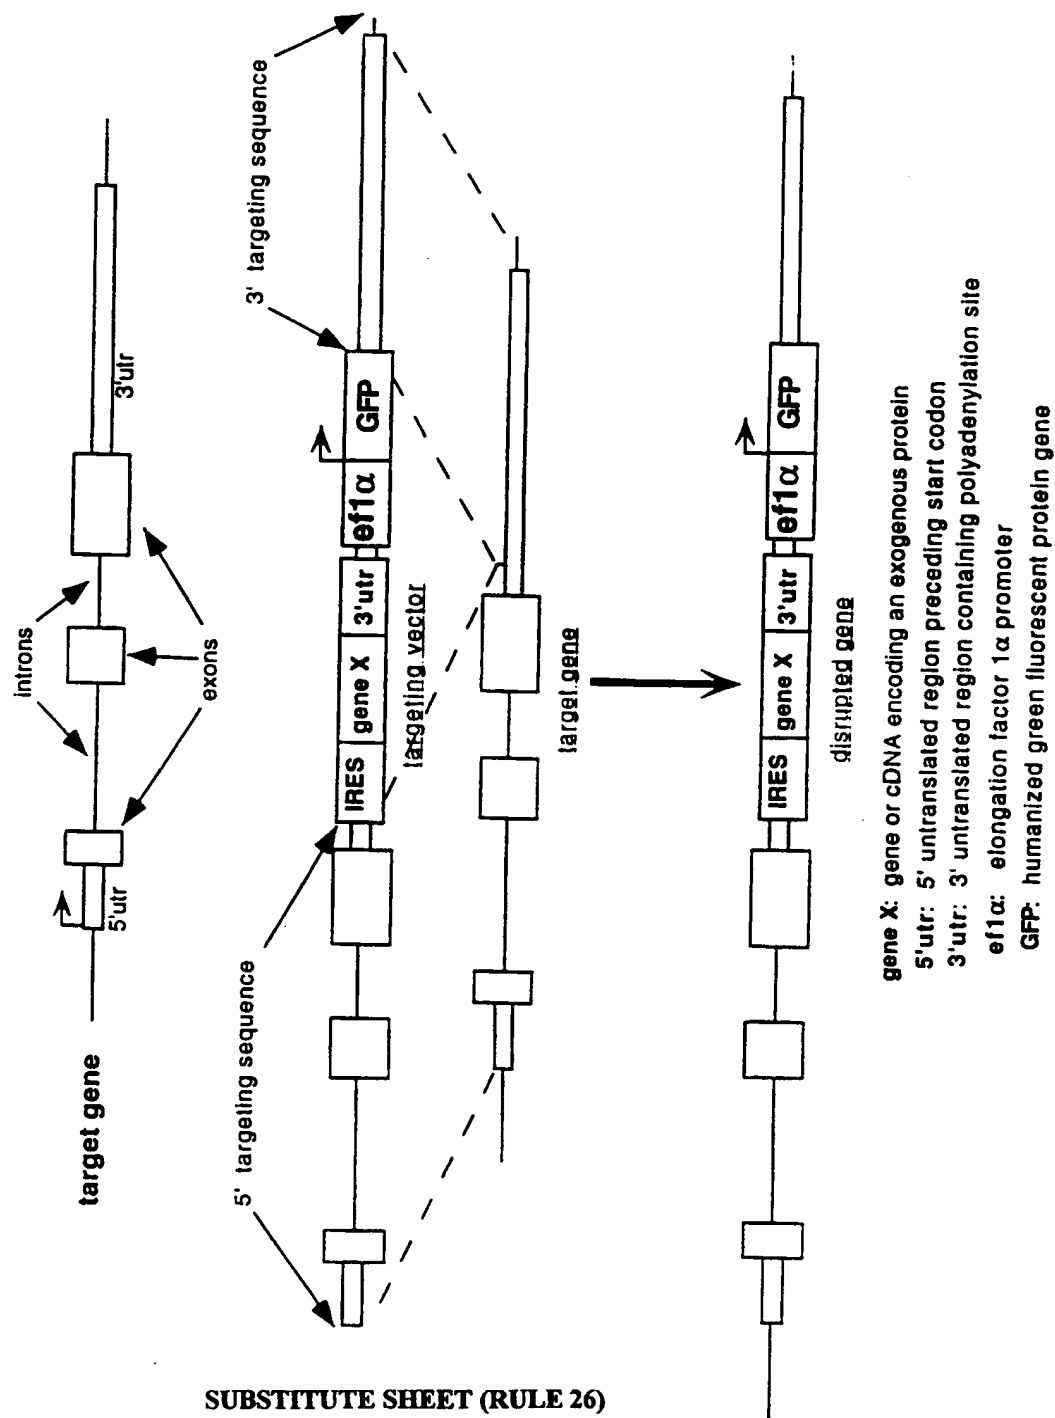 target gene
5'utr
introns
exons
3'utr
5' targeting sequence
3' targeting sequence
IRES
gene X
3'utr
ef1α
GFP
targeting vector
target gene
IRES
gene X
3'utr
ef1α
GFP
disrupted gene
gene X: gene or cDNA encoding an exogenous protein
5'utr: 5' untranslated region preceding start codon
3'utr: 3' untranslated region containing polyadenylation site
ef1α: elongation factor 1α promoter
GFP: humanized green fluorescent protein gene
SUBSTITUTE SHEET (RULE 26)